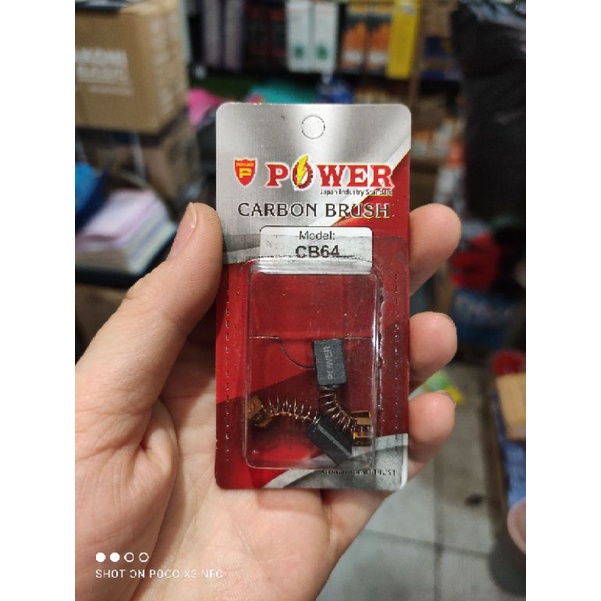 POWER
Japan Industry Standard
CARBON BRUSH
Model:
CB64
POWER
SHOT ON POCO X3 NFC